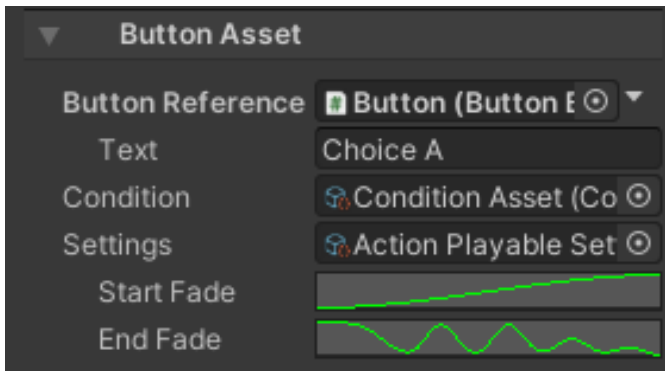 Button Asset
Button Reference Button (Button E
Text Choice A
Condition Condition Asset (Co
Settings Action Playable Set
Start Fade
End Fade